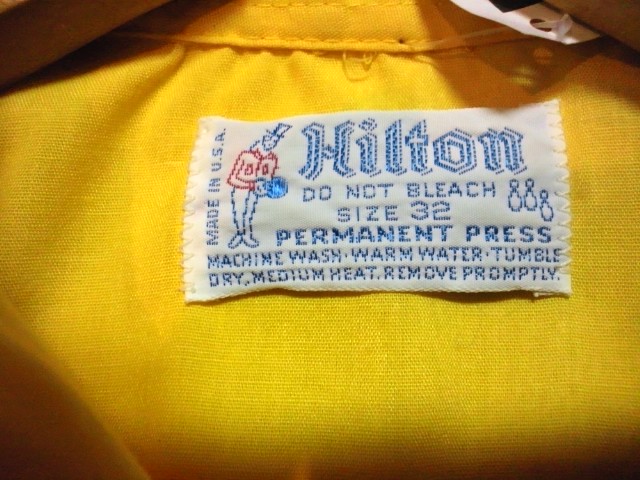 MADE IN U.S.A.
Hilton
DO NOT BLEACH
SIZE 32
PERMANENT PRESS
MACHINE WASH·WARM WATER·TUMBLE
DRY,MEDIUM HEAT,REMOVE PROMPTLY.